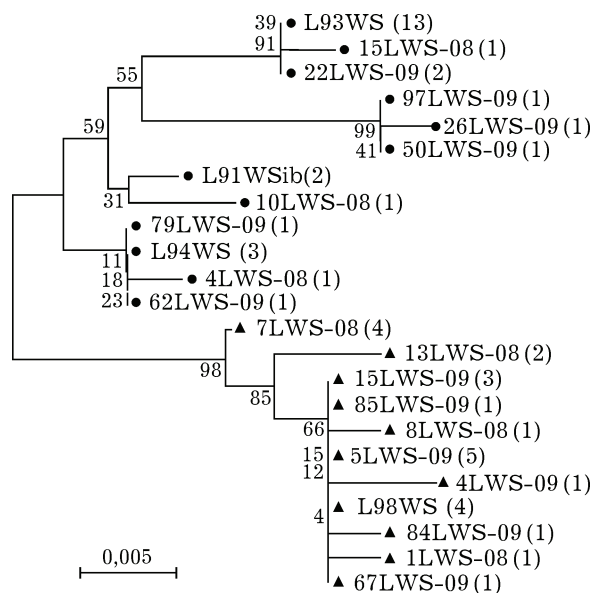 39 L93WS (13)
91 15LWS-08 (1)
22LWS-09 (2)
55
97LWS-09 (1)
99 26LWS-09 (1)
41 50LWS-09 (1)
59
L91WSib(2)
31 10LWS-08 (1)
79LWS-09 (1)
L94WS (3)
11
18 4LWS-08 (1)
23 62LWS-09 (1)
7LWS-08 (4)
98
13LWS-08 (2)
85
15LWS-09 (3)
85LWS-09 (1)
66 8LWS-08 (1)
15 5LWS-09 (5)
12
4LWS-09 (1)
4 L98WS (4)
84LWS-09 (1)
1LWS-08 (1)
67LWS-09 (1)
0,005